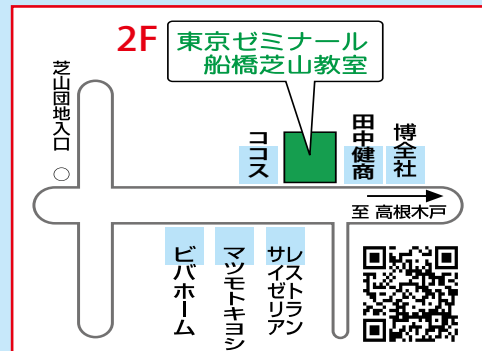 2F
東京ゼミナール
船橋芝山教室
芝山団地入口
ココス
田中健商
博全社
至 高根木戸
ビバホーム
マツモトキヨシ
レストラン
サイゼリア